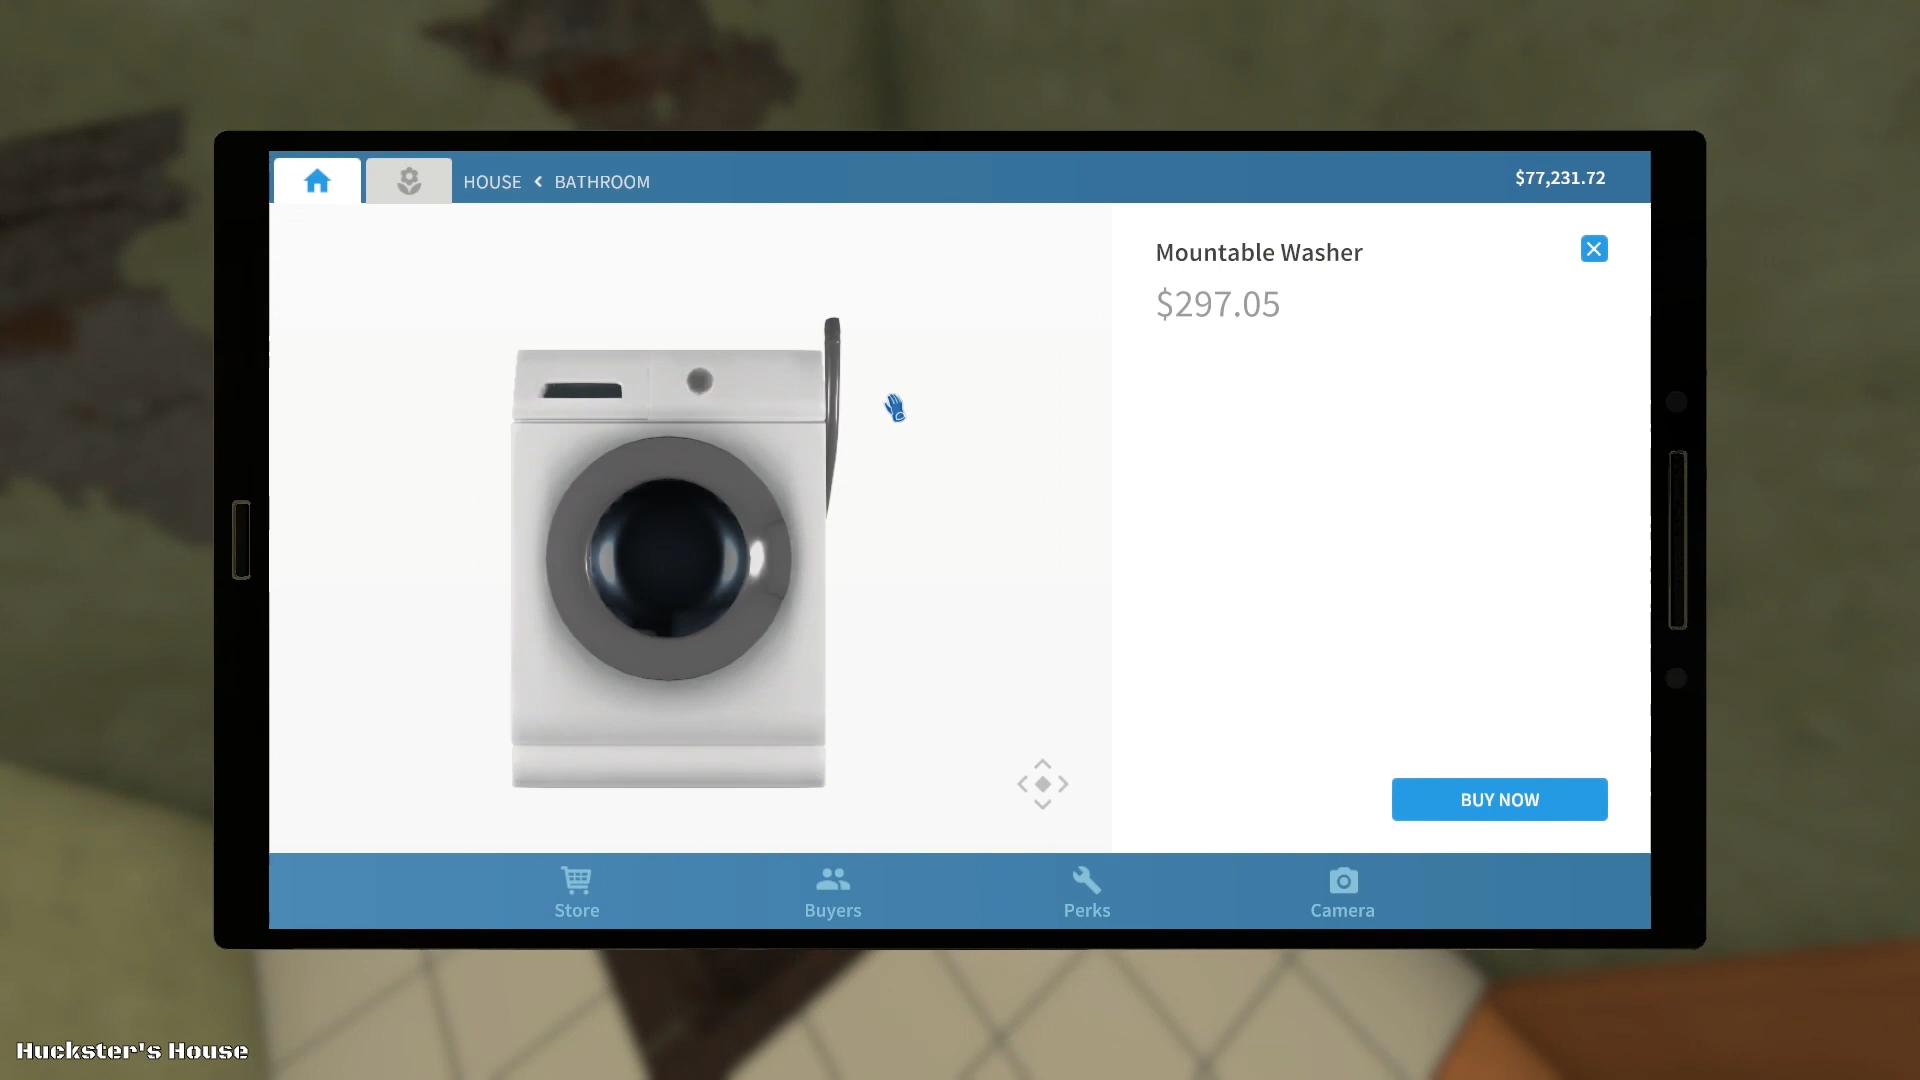 HOUSE < BATHROOM
$77,231.72
Mountable Washer
$297.05
BUY NOW
Store
Buyers
Perks
Camera
Huckster's House